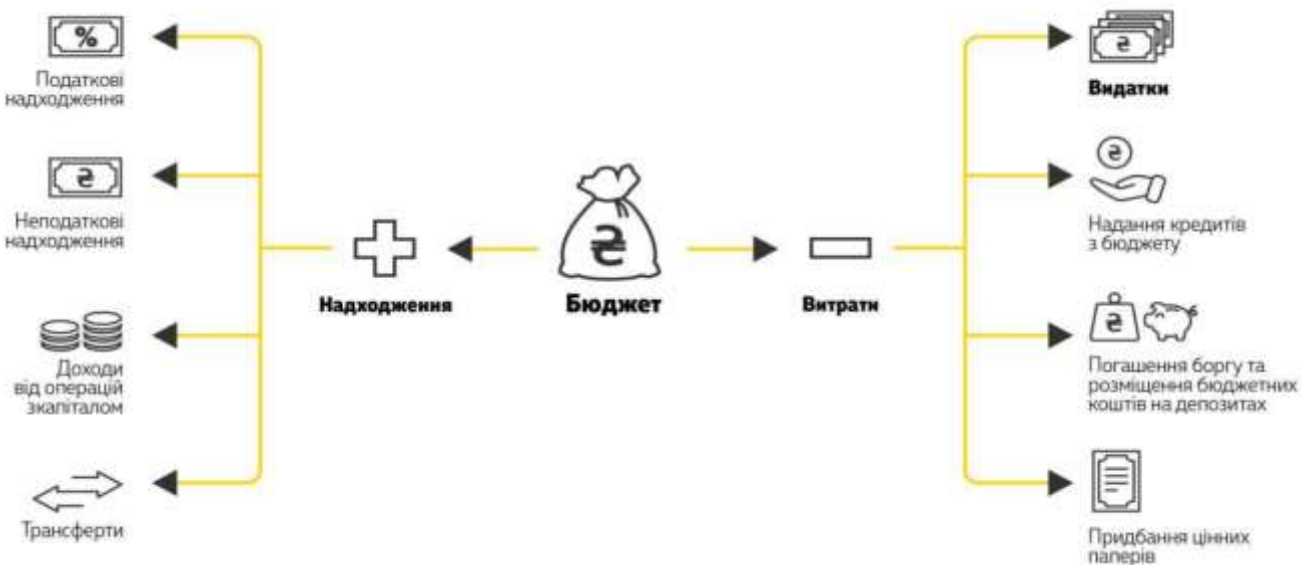 %
Податкові
надходження
₴
Неподаткові
надходження
Доходи
від операцій
зкапіталом
Трансферти
Надходження
₴
Бюджет
Витрати
₴
Видатки
₴
Надання кредитів
з бюджету
₴
Погашення боргу та
розміщення бюджетних
коштів на депозитах
Придбання цінних
паперів